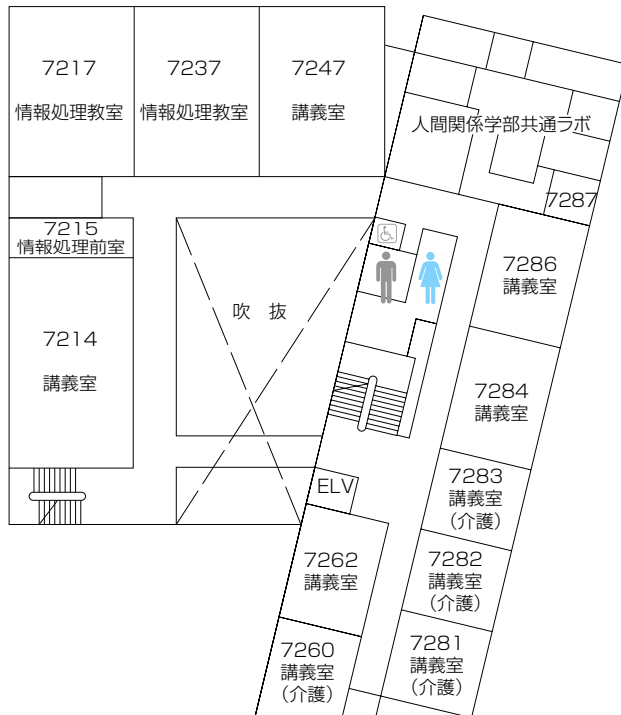 7217
情報処理教室
7237
情報処理教室
7247
講義室
人間関係学部共通ラボ
7287
7215
情報処理前室
7286
講義室
吹 抜
7214
講義室
7284
講義室
7283
講義室
（介護）
ELV
7262
講義室
7282
講義室
（介護）
7260
講義室
（介護）
7281
講義室
（介護）